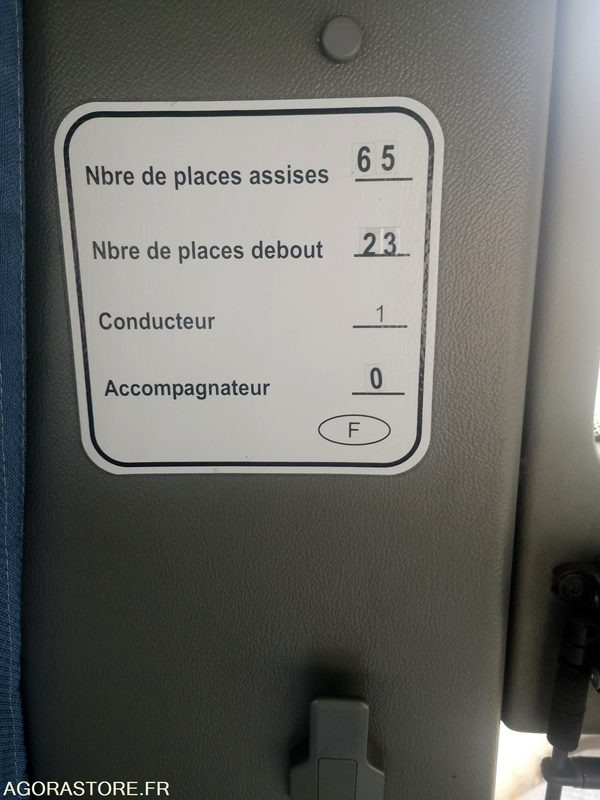 Nbre de places assises 65
Nbre de places debout 23
Conducteur 1
Accompagnateur 0
F
AGORASTORE.FR